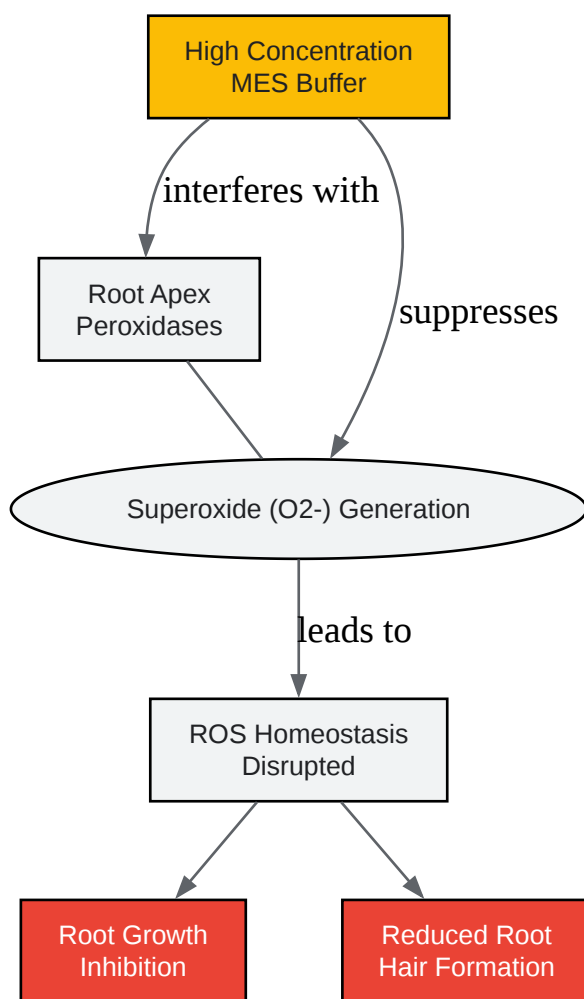 High Concentration
MES Buffer
interferes with
Root Apex
Peroxidases
suppresses
Superoxide (O2-) Generation
leads to
ROS Homeostasis
Disrupted
Root Growth
Inhibition
Reduced Root
Hair Formation